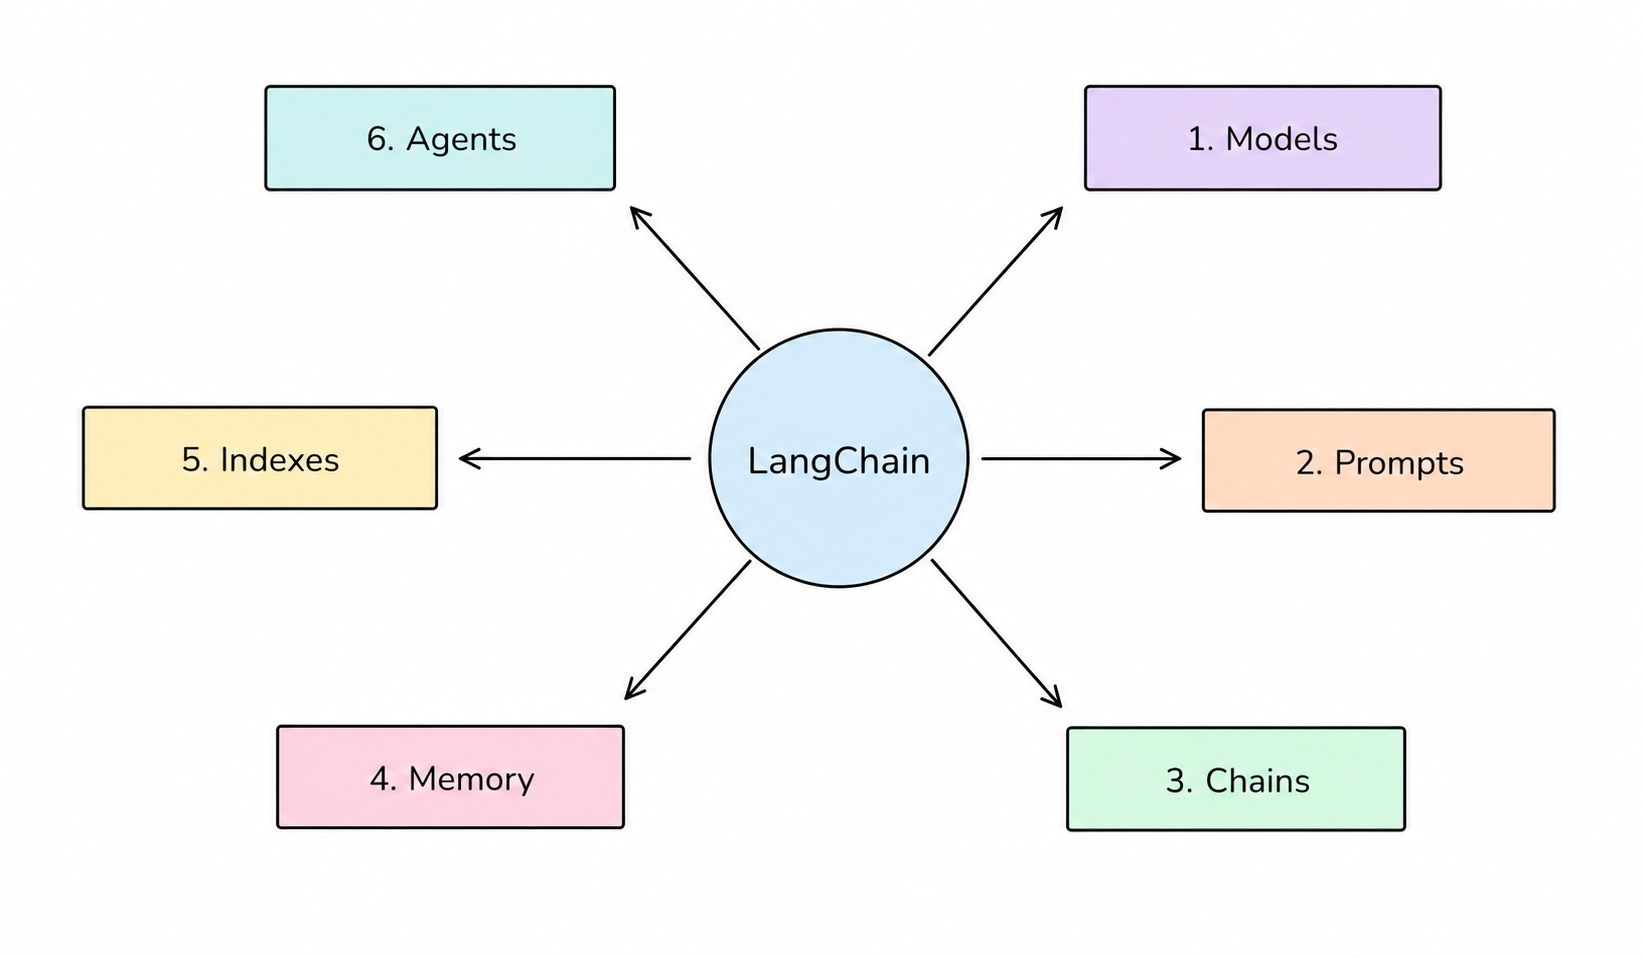 6. Agents
1. Models
5. Indexes
LangChain
2. Prompts
4. Memory
3. Chains